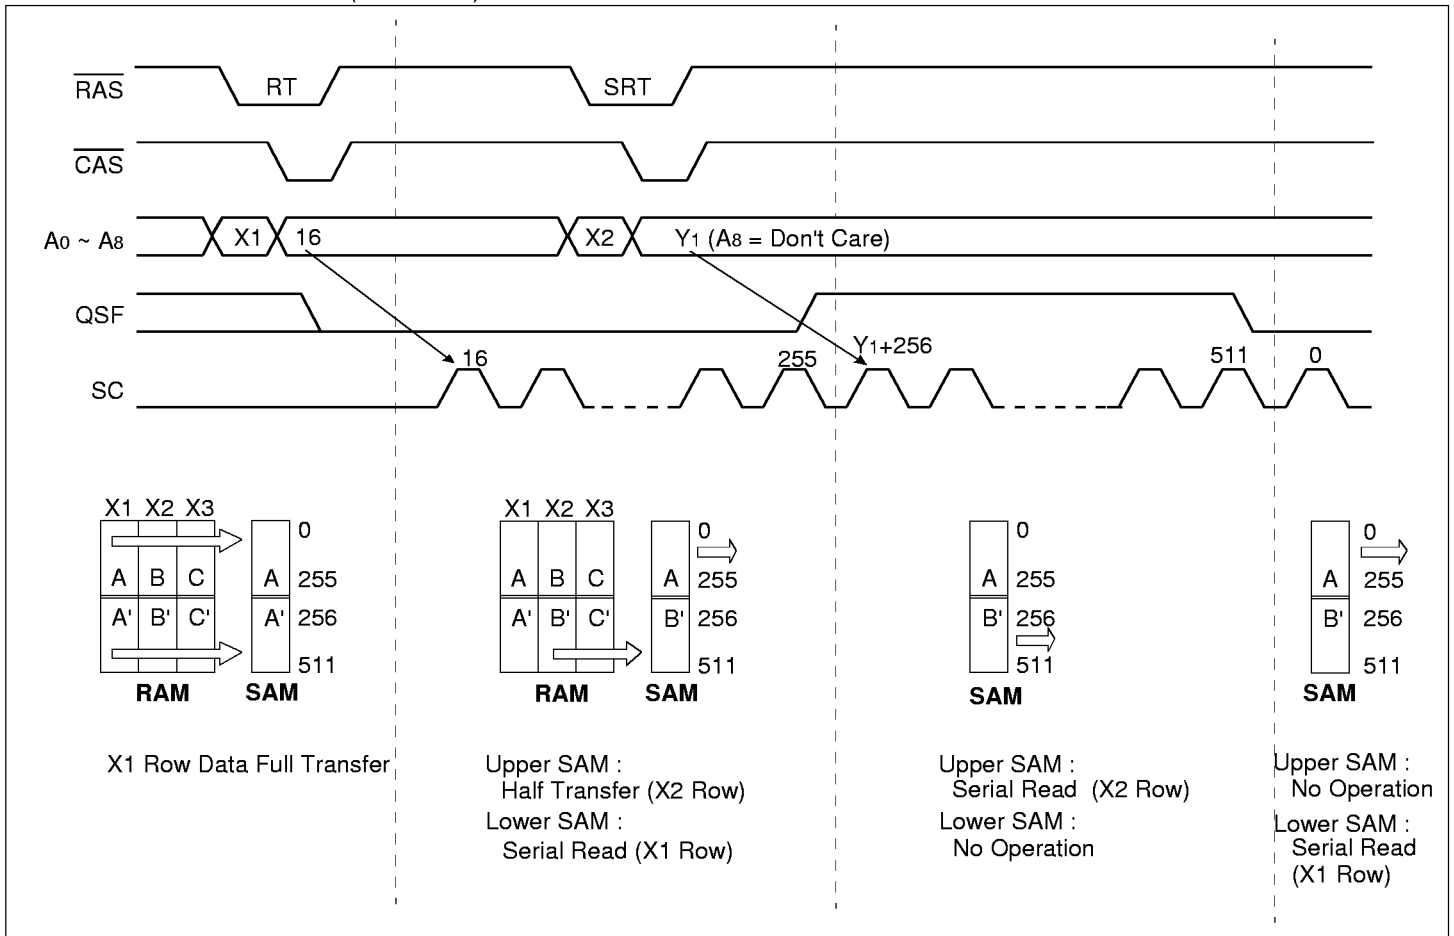 RAS
RT
SRT
CAS
A0 ~ A8
X1
16
X2
Y1 (A8 = Don't Care)
QSF
SC
16
255
Y1+256
511
0
X1 X2 X3
A B C
A' B' C'
RAM
A
A'
0
255
256
511
SAM
X1 Row Data Full Transfer
X1 X2 X3
A B C
A' B' C'
RAM
A
B'
0
255
256
511
SAM
Upper SAM :
Half Transfer (X2 Row)
Lower SAM :
Serial Read (X1 Row)
A
B'
0
255
256
511
SAM
Upper SAM :
Serial Read (X2 Row)
Lower SAM :
No Operation
A
B'
0
255
256
511
SAM
Upper SAM :
No Operation
Lower SAM :
Serial Read
(X1 Row)